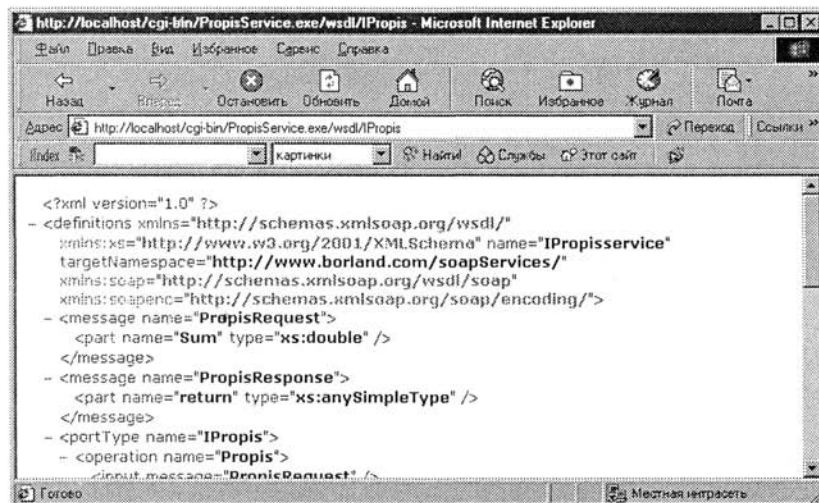 http://localhost/cgi-bin/PropisService.exe/wsdl/IPropis - Microsoft Internet Explorer
Файл Правка Вид Избранное Сервис Справка
Назад Вперед Остановить Обновить Домой Поиск Избранное Журнал Почта »
Адрес http://localhost/cgi-bin/PropisService.exe/wsdl/IPropis Переход Ссылки »
картинки Найти! Службы Этот сайт
<?xml version="1.0" ?>
- <definitions xmlns="http://schemas.xmlsoap.org/wsdl/"
xmlns:xs="http://www.w3.org/2001/XMLSchema" name="IPropisservice"
targetNamespace="http://www.borland.com/soapServices/"
xmlns:soap="http://schemas.xmlsoap.org/wsdl/soap"
xmlns:soapenc="http://schemas.xmlsoap.org/soap/encoding/">
- <message name="PropisRequest">
<part name="Sum" type="xs:double" />
</message>
- <message name="PropisResponse">
<part name="return" type="xs:anySimpleType" />
</message>
- <portType name="IPropis">
- <operation name="Propis">
<input message="PropisRequest" />
Готово Местная интрасеть